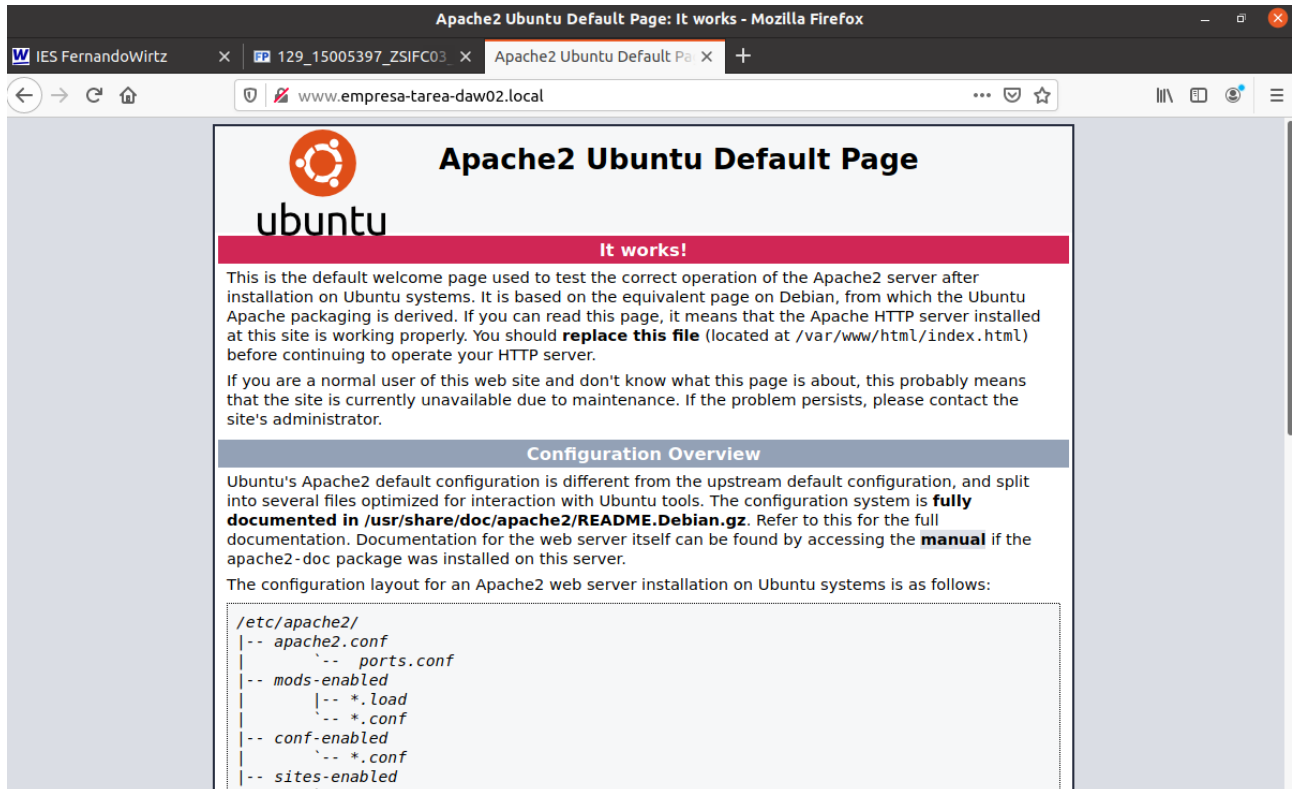 Apache2 Ubuntu Default Page: It works - Mozilla Firefox
IES FernandoWirtz
129_15005397_ZSIFC03_
Apache2 Ubuntu Default Pa
www.empresa-tarea-daw02.local
Apache2 Ubuntu Default Page
ubuntu
It works!
This is the default welcome page used to test the correct operation of the Apache2 server after
installation on Ubuntu systems. It is based on the equivalent page on Debian, from which the Ubuntu
Apache packaging is derived. If you can read this page, it means that the Apache HTTP server installed
at this site is working properly. You should replace this file (located at /var/www/html/index.html)
before continuing to operate your HTTP server.
If you are a normal user of this web site and don't know what this page is about, this probably means
that the site is currently unavailable due to maintenance. If the problem persists, please contact the
site's administrator.
Configuration Overview
Ubuntu's Apache2 default configuration is different from the upstream default configuration, and split
into several files optimized for interaction with Ubuntu tools. The configuration system is fully
documented in /usr/share/doc/apache2/README.Debian.gz. Refer to this for the full
documentation. Documentation for the web server itself can be found by accessing the manual if the
apache2-doc package was installed on this server.
The configuration layout for an Apache2 web server installation on Ubuntu systems is as follows:
/etc/apache2/
|-- apache2.conf
|       `--  ports.conf
|-- mods-enabled
|       |-- *.load
|       `-- *.conf
|-- conf-enabled
|       `-- *.conf
|-- sites-enabled